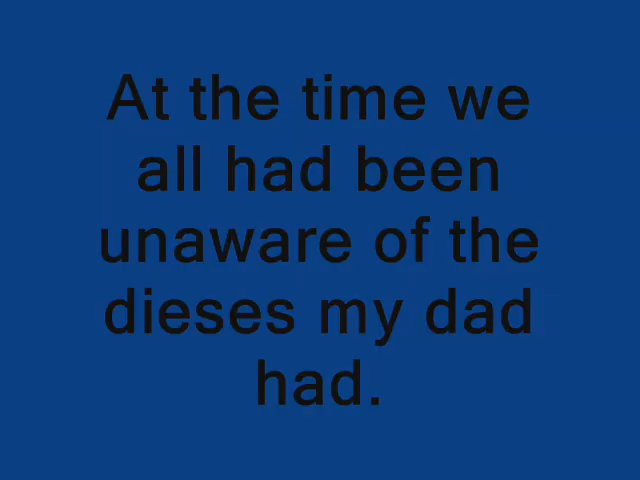 At the time we
all had been
unaware of the
dieses my dad
had.